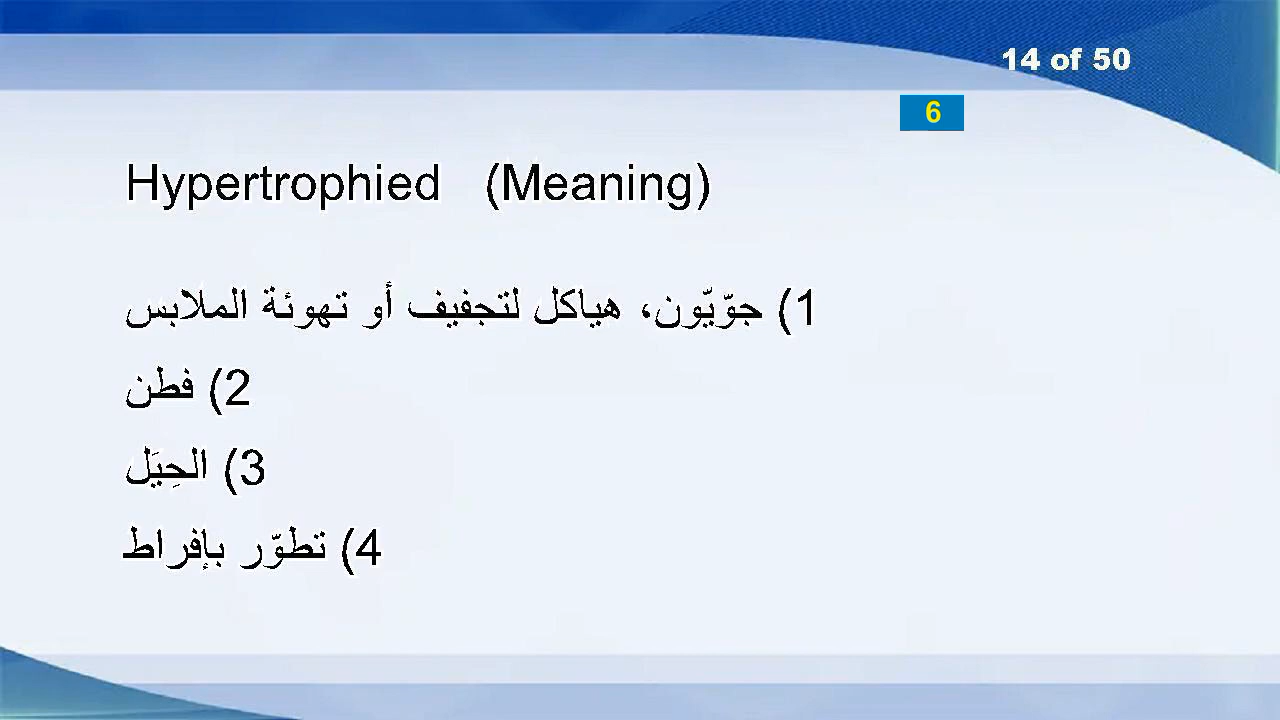 14 of 50
6
Hypertrophied (Meaning)
1) جوّيّون، هياكل لتجفيف أو تهوئة الملابس
2) فطن
3) الحِيَل
4) تطوّر بإفراط